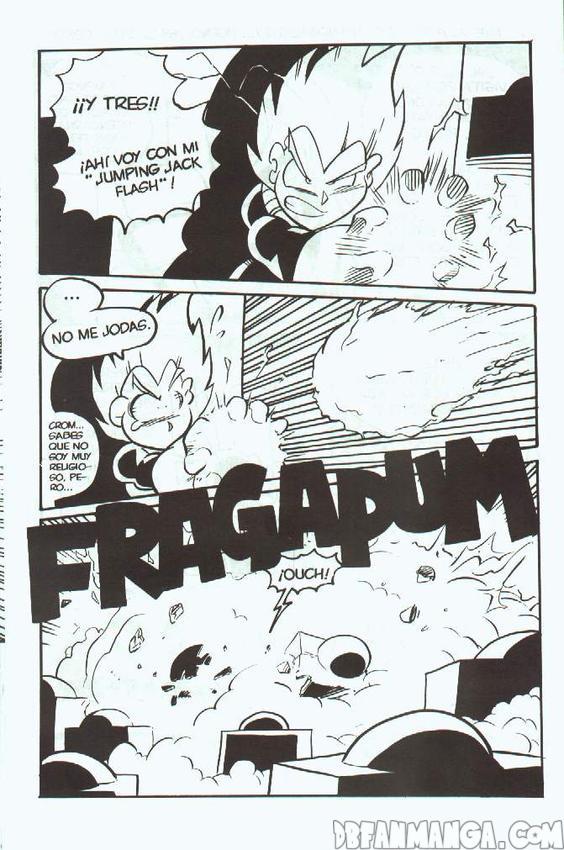 ¡¡Y TRES!!
¡AHÍ VOY CON MI
"JUMPING JACK
FLASH"!
...
NO ME JODAS.
CROM...
SABES
QUE NO
SOY MUY
RELIGIO-
SO, PE-
RO...
FRAGAPUM
¡OUCH!
DBFANMANGA.COM